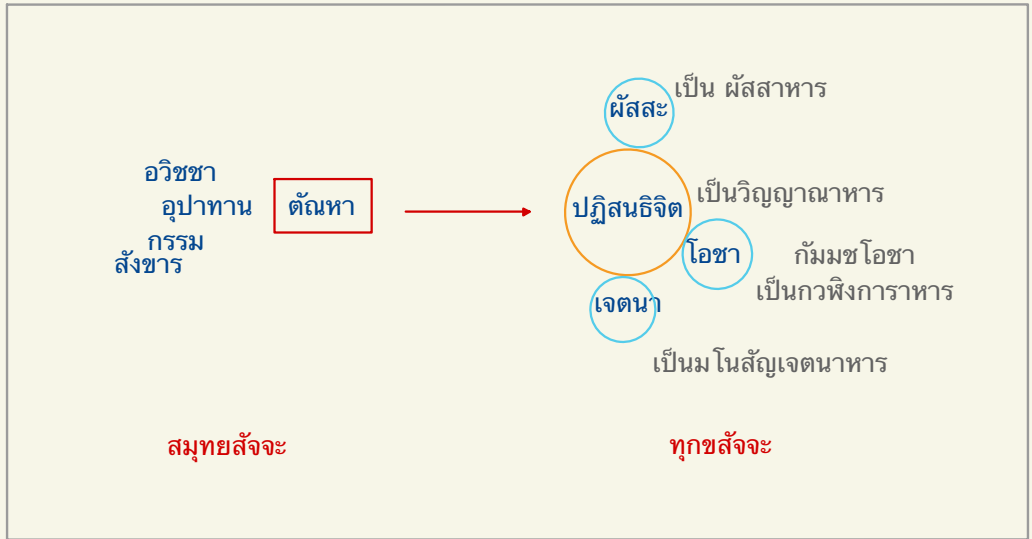 เป็น ผัสสาหาร
ผัสสะ
อวิชชา
อุปาทาน
ตัณหา
กรรม
สังขาร
ปฏิสนธิจิต
เป็นวิญญาณาหาร
โอชา
กัมมชโอชา
เป็นกวฬิงการาหาร
เจตนา
เป็นมโนสัญเจตนาหาร
สมุทยสัจจะ
ทุกขสัจจะ